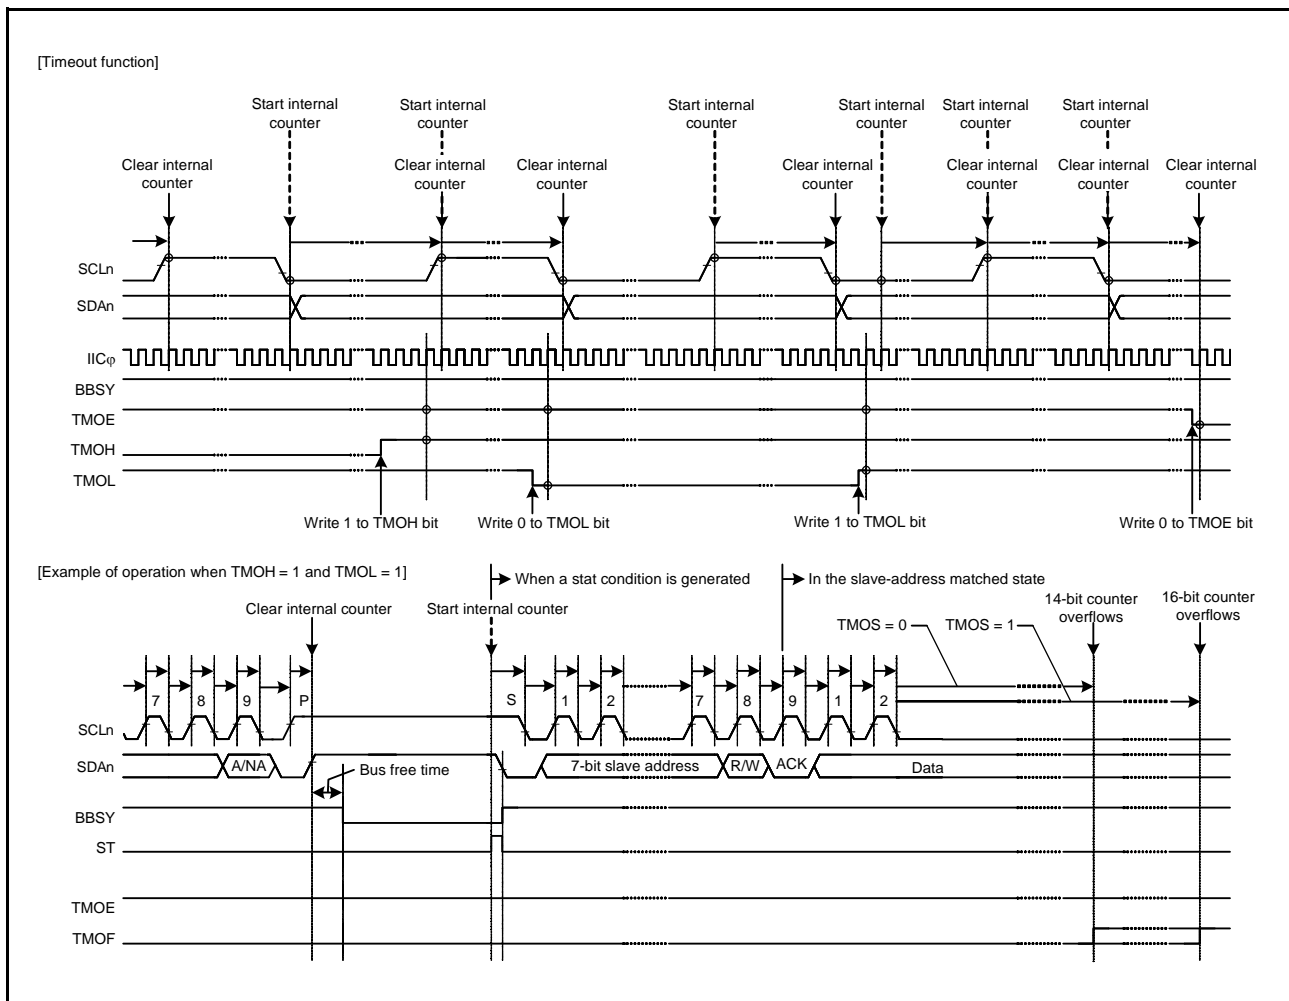 [Timeout function]
Start internal counter
Start internal counter
Start internal counter
Start internal counter
Start internal counter
Start internal counter
Clear internal counter
Clear internal counter
Clear internal counter
Clear internal counter
Clear internal counter
Clear internal counter
Clear internal counter
SCLn
SDAn
IICφ
BBSY
TMOE
TMOH
TMOL
Write 1 to TMOH bit
Write 0 to TMOL bit
Write 1 to TMOL bit
Write 0 to TMOE bit
[Example of operation when TMOH = 1 and TMOL = 1]
When a stat condition is generated
In the slave-address matched state
Clear internal counter
Start internal counter
TMOS = 0
TMOS = 1
14-bit counter overflows
16-bit counter overflows
7 8 9 P S 1 2 7 8 9 1 2
SCLn
SDAn
A/NA
Bus free time
7-bit slave address
R/W
ACK
Data
BBSY
ST
TMOE
TMOF